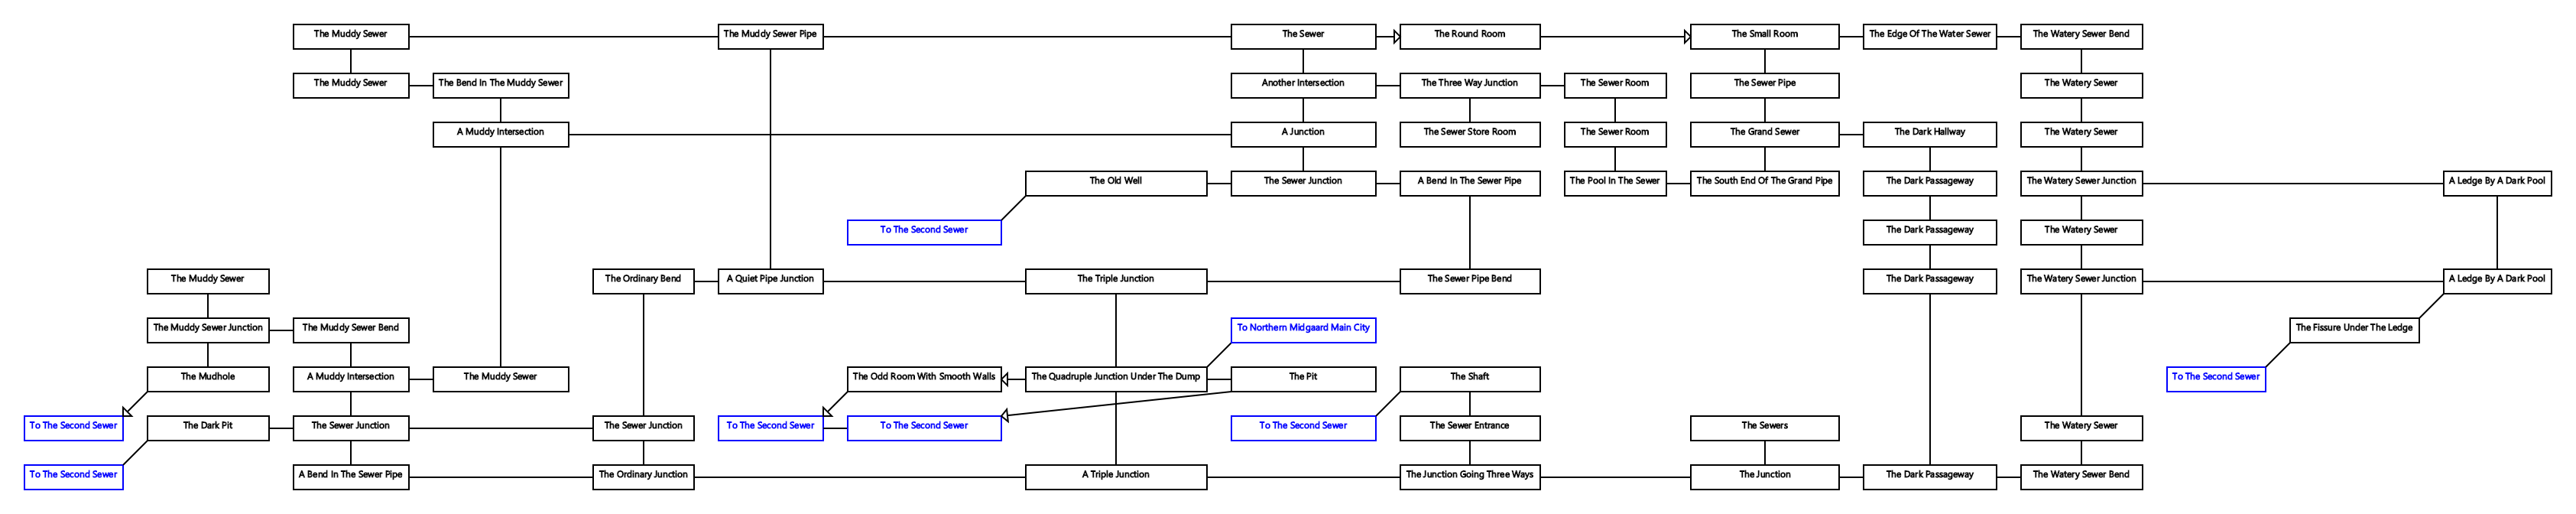 The Muddy Sewer
The Muddy Sewer Pipe
The Sewer
The Round Room
The Small Room
The Edge Of The Water Sewer
The Watery Sewer Bend
The Muddy Sewer
The Bend In The Muddy Sewer
Another Intersection
The Three Way Junction
The Sewer Room
The Sewer Pipe
The Watery Sewer
A Muddy Intersection
A Junction
The Sewer Store Room
The Sewer Room
The Grand Sewer
The Dark Hallway
The Watery Sewer
The Old Well
The Sewer Junction
A Bend In The Sewer Pipe
The Pool In The Sewer
The South End Of The Grand Pipe
The Dark Passageway
The Watery Sewer Junction
A Ledge By A Dark Pool
To The Second Sewer
The Dark Passageway
The Watery Sewer
The Muddy Sewer
The Ordinary Bend
A Quiet Pipe Junction
The Triple Junction
The Sewer Pipe Bend
The Dark Passageway
The Watery Sewer Junction
A Ledge By A Dark Pool
The Muddy Sewer Junction
The Muddy Sewer Bend
To Northern Midgaard Main City
The Fissure Under The Ledge
The Mudhole
A Muddy Intersection
The Muddy Sewer
The Odd Room With Smooth Walls
The Quadruple Junction Under The Dump
The Pit
The Shaft
To The Second Sewer
To The Second Sewer
The Dark Pit
The Sewer Junction
The Sewer Junction
To The Second Sewer
To The Second Sewer
To The Second Sewer
The Sewer Entrance
The Sewers
The Watery Sewer
To The Second Sewer
A Bend In The Sewer Pipe
The Ordinary Junction
A Triple Junction
The Junction Going Three Ways
The Junction
The Dark Passageway
The Watery Sewer Bend